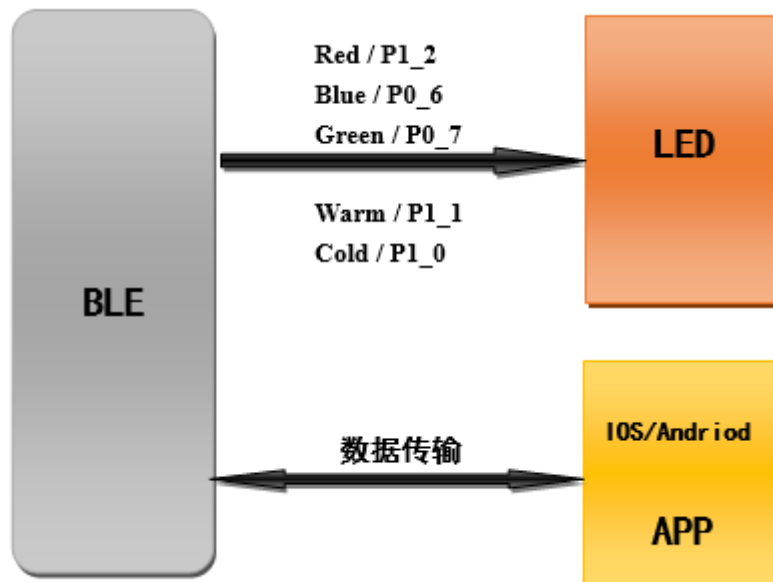 Red / P1_2
Blue / P0_6
Green / P0_7
LED
Warm / P1_1
Cold / P1_0
BLE
数据传输
IOS/Andriod
APP